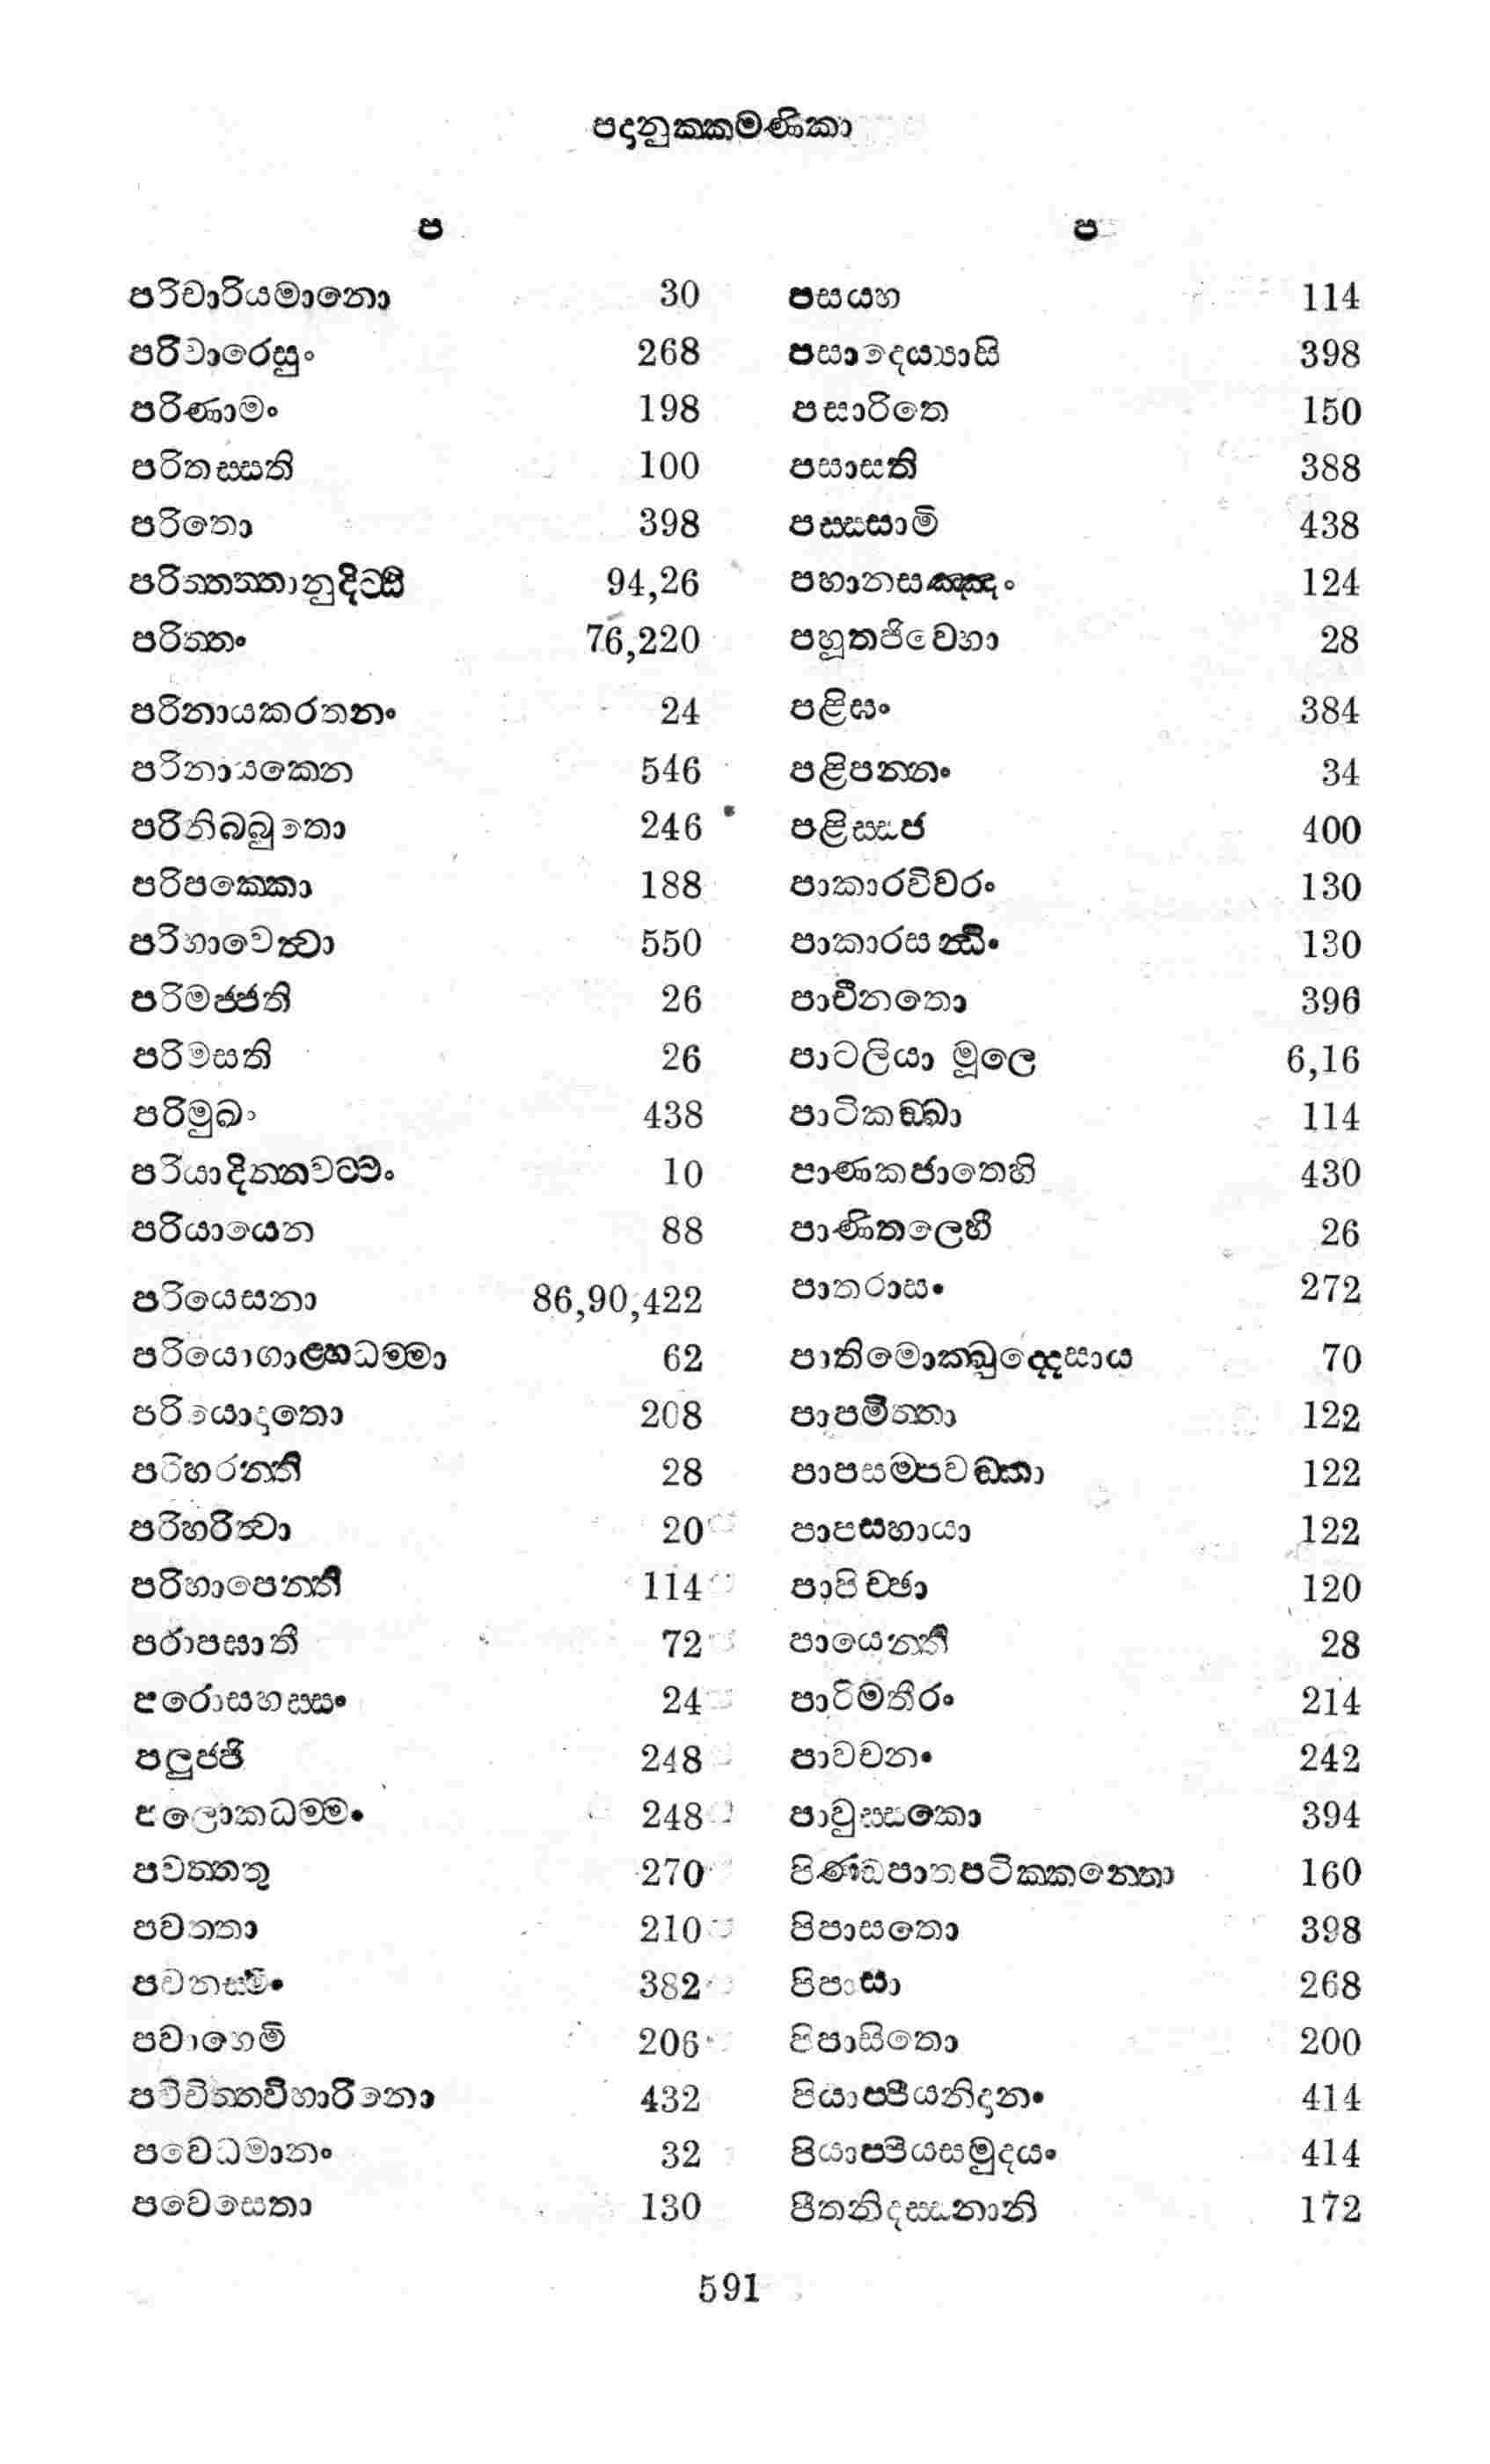 පදානුක්කමණිකා
ප
පරිචාරියමානො 30
පරිවාරෙසුං 268
පරිණාමං 198
පරිතස්සති 100
පරිතො 398
පරිත්තත්තානුදිට්ඨි 94,26
පරිත්තං 76,220
පරිනායකරතනං 24
පරිනායකෙන 546
පරිනිබ්බුතො 246
පරිපක්කො 188
පරිභාවෙත්වා 550
පරිමජ්ජති 26
පරිමසති 26
පරිමුඛං 438
පරියාදින්නවට්ටං 10
පරියායෙන 88
පරියෙසනා 86,90,422
පරියොගාළ්හධම්මා 62
පරියොදාතො 208
පරිහරන්ති 28
පරිහරිත්වා 20
පරිහාපෙන්ති 114
පරූපඝාතී 72
පරොසහස්සං 24
පලුජ්ජි 248
පලොකධම්මං 248
පවත්තතු 270
පවත්තා 210
පවනස්මිං 382
පවාහෙමි 206
පවිවිත්තවිහාරිනො 432
පවෙධමානං 32
පවෙසෙතා 130
ප
පසය්හ 114
පසාදෙය්‍යාසි 398
පසාරිතෙ 150
පසාසති 388
පස්සසාමි 438
පහානසඤ්ඤං 124
පහූතජිව්හො 28
පළිඝං 384
පළිපන්නං 34
පළිස්සජ 400
පාකාරවිවරං 130
පාකාරසන්ධිං 130
පාචීනතො 396
පාටලියා මූලෙ 6,16
පාටිකඞ්ඛා 114
පාණකජාතෙහි 430
පාණිතලෙහි 26
පාතරාසං 272
පාතිමොක්ඛුද්දෙසාය 70
පාපමිත්තා 122
පාපසම්පවඞ්කා 122
පාපසහායා 122
පාපිච්ඡා 120
පායෙන්ති 28
පාරිමතීරං 214
පාවචනං 242
පාවුස්සකො 394
පිණ්ඩපාතපටික්කන්තො 160
පිපාසතො 398
පිපාසා 268
පිපාසිතො 200
පියාප්පියනිදානං 414
පියාප්පියසමුදයං 414
පීතනිදස්සනානි 172
591